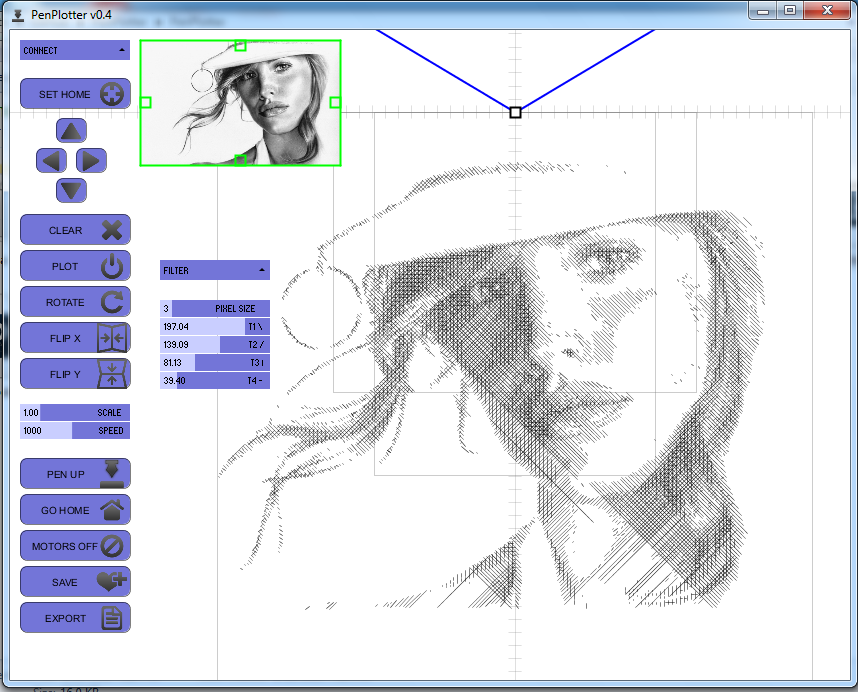 PenPlotter v0.4
CONNECT
SET HOME
CLEAR
PLOT
ROTATE
FLIP X
FLIP Y
1.00 SCALE
1000 SPEED
PEN UP
GO HOME
MOTORS OFF
SAVE
EXPORT
FILTER
3 PIXEL SIZE
197.04 T1 \
139.09 T2 /
81.13 T3 |
39.40 T4 -